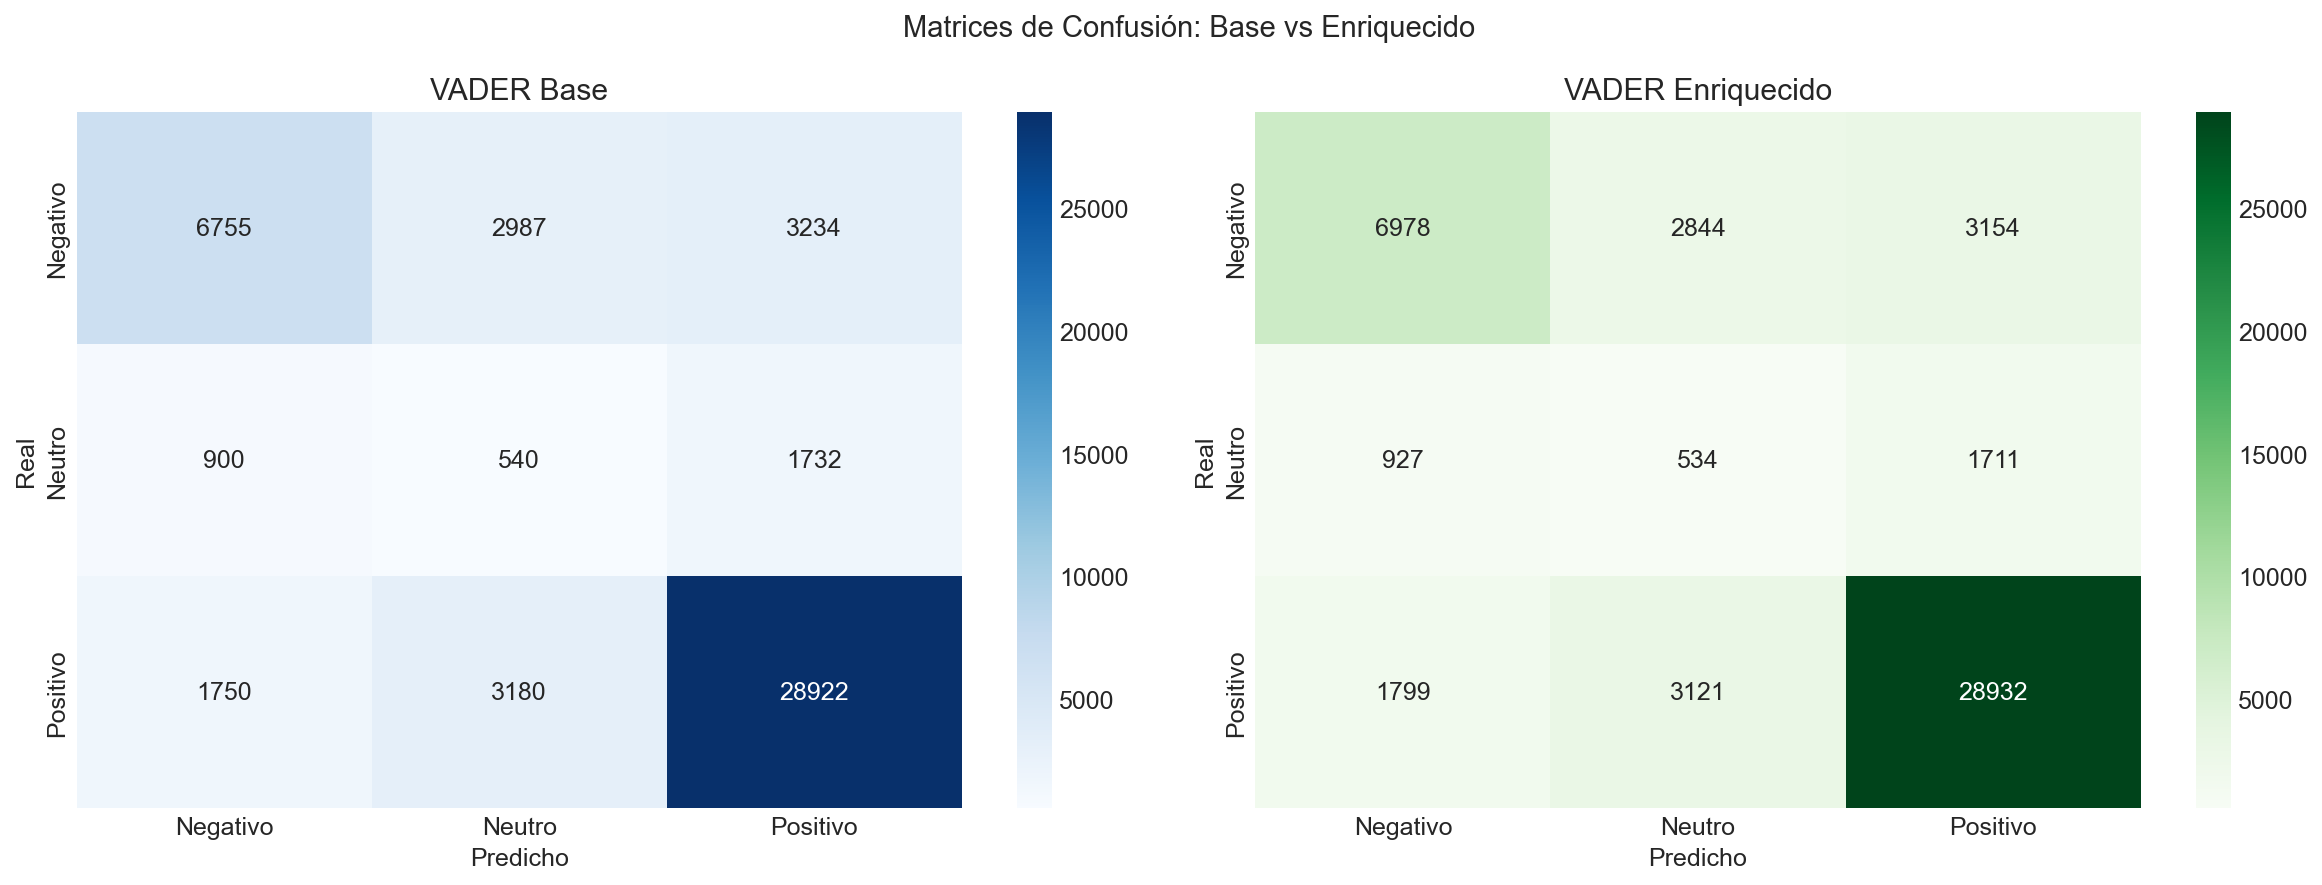 Matrices de Confusión: Base vs Enriquecido
VADER Base
Real
Negativo
6755 2987 3234
Neutro
900 540 1732
Positivo
1750 3180 28922
Negativo Neutro Positivo
Predicho
25000
20000
15000
10000
5000
VADER Enriquecido
Real
Negativo
6978 2844 3154
Neutro
927 534 1711
Positivo
1799 3121 28932
Negativo Neutro Positivo
Predicho
25000
20000
15000
10000
5000